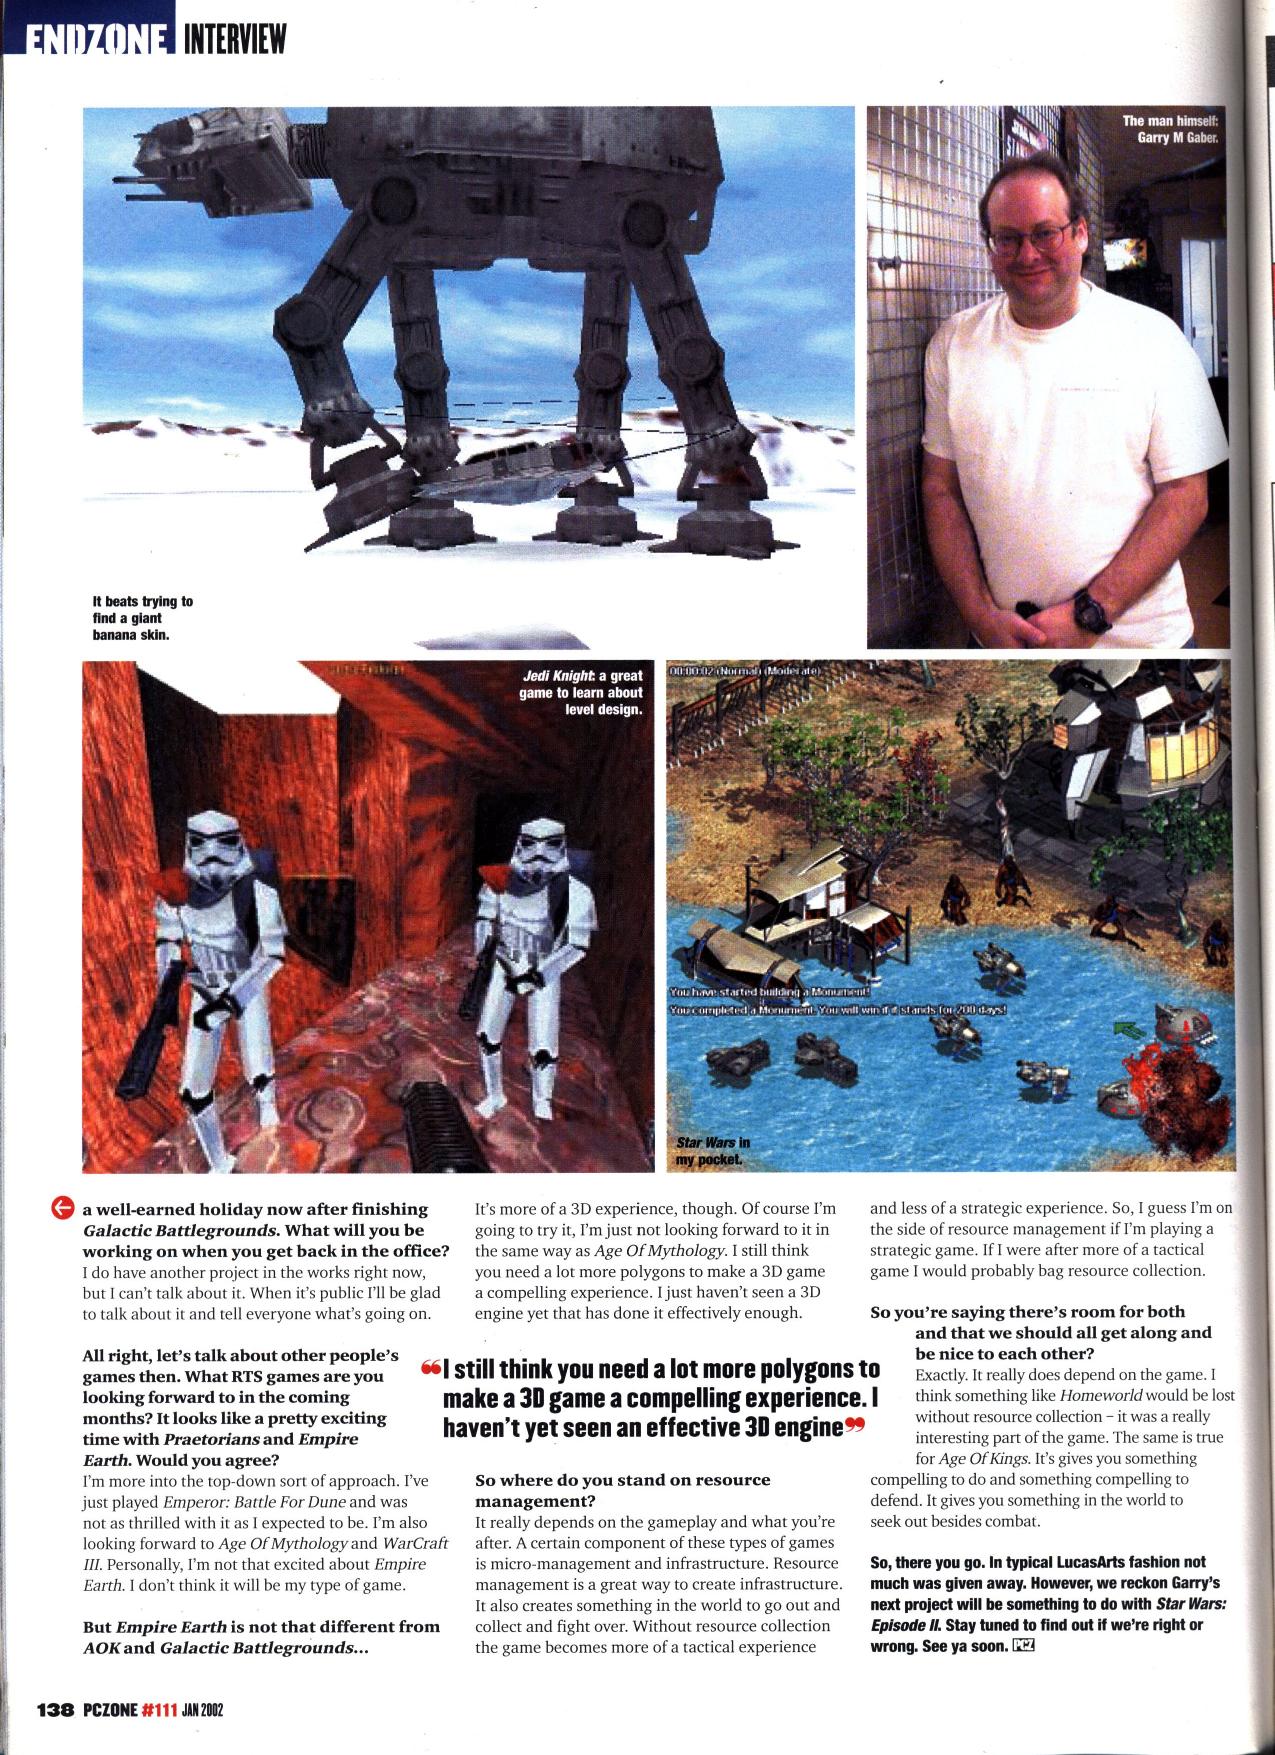 ENDZONE INTERVIEW
The man himself:
Garry M Gaber.
It beats trying to
find a giant
banana skin.
Jedi Knight: a great
game to learn about
level design.
00:00:02 (Normal) (Moderate)
You have started building a Monument!
You completed a Monument. You will win if it stands for 200 days!
Star Wars in
my pocket.
a well-earned holiday now after finishing
Galactic Battlegrounds. What will you be
working on when you get back in the office?
I do have another project in the works right now,
but I can't talk about it. When it's public I'll be glad
to talk about it and tell everyone what's going on.
All right, let's talk about other people's
games then. What RTS games are you
looking forward to in the coming
months? It looks like a pretty exciting
time with Praetorians and Empire
Earth. Would you agree?
I'm more into the top-down sort of approach. I've
just played Emperor: Battle For Dune and was
not as thrilled with it as I expected to be. I'm also
looking forward to Age Of Mythology and WarCraft
III. Personally, I'm not that excited about Empire
Earth. I don't think it will be my type of game.
But Empire Earth is not that different from
AOK and Galactic Battlegrounds...
It's more of a 3D experience, though. Of course I'm
going to try it, I'm just not looking forward to it in
the same way as Age Of Mythology. I still think
you need a lot more polygons to make a 3D game
a compelling experience. I just haven't seen a 3D
engine yet that has done it effectively enough.
“I still think you need a lot more polygons to
make a 3D game a compelling experience. I
haven't yet seen an effective 3D engine”
So where do you stand on resource
management?
It really depends on the gameplay and what you're
after. A certain component of these types of games
is micro-management and infrastructure. Resource
management is a great way to create infrastructure.
It also creates something in the world to go out and
collect and fight over. Without resource collection
the game becomes more of a tactical experience
and less of a strategic experience. So, I guess I'm on
the side of resource management if I'm playing a
strategic game. If I were after more of a tactical
game I would probably bag resource collection.
So you're saying there's room for both
and that we should all get along and
be nice to each other?
Exactly. It really does depend on the game. I
think something like Homeworld would be lost
without resource collection – it was a really
interesting part of the game. The same is true
for Age Of Kings. It's gives you something
compelling to do and something compelling to
defend. It gives you something in the world to
seek out besides combat.
So, there you go. In typical LucasArts fashion not
much was given away. However, we reckon Garry's
next project will be something to do with Star Wars:
Episode II. Stay tuned to find out if we're right or
wrong. See ya soon. PCZ
138 PCZONE #111 JAN 2002